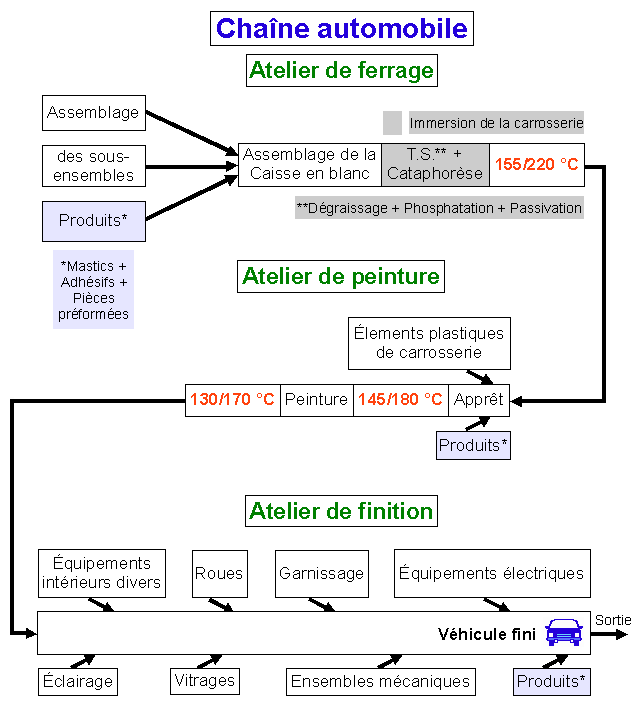 Chaîne automobile
Atelier de ferrage
Assemblage
des sous-
ensembles
Produits*
*Mastics +
Adhésifs +
Pièces
préformées
Immersion de la carrosserie
Assemblage de la
Caisse en blanc
T.S.** +
Cataphorèse
155/220 °C
**Dégraissage + Phosphatation + Passivation
Atelier de peinture
Élements plastiques
de carrosserie
130/170 °C
Peinture
145/180 °C
Apprêt
Produits*
Atelier de finition
Équipements
intérieurs divers
Roues
Garnissage
Équipements électriques
Véhicule fini
Sortie
Éclairage
Vitrages
Ensembles mécaniques
Produits*